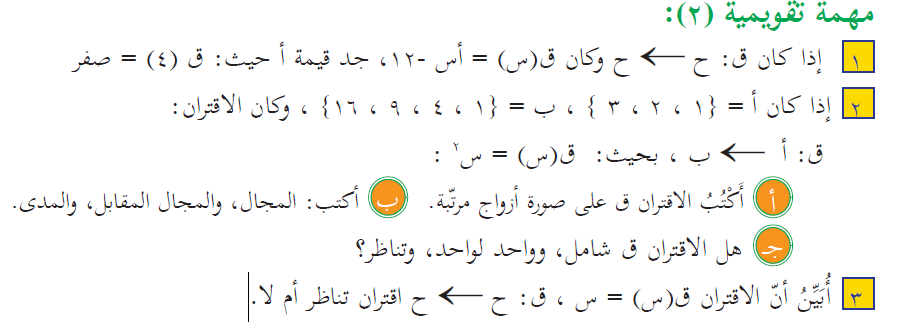 مهمة تقويمية (٢):
١ إذا كان ق: ح ← ح وكان ق(س) = أس -١٢، جد قيمة أ حيث: ق (٤) = صفر
٢ إذا كان أ = {١ ، ٢ ، ٣ } ، ب = {١ ، ٤ ، ٩ ، ١٦} ، وكان الاقتران:
ق: أ ← ب ، بحيث: ق(س) = س٢ :
أ أَكْتُبُ الاقتران ق على صورة أزواج مرتّبة. ب أكتب: المجال، والمجال المقابل، والمدى.
جـ هل الاقتران ق شامل، وواحد لواحد، وتناظر؟
٣ أُبَيِّنُ أنّ الاقتران ق(س) = س ، ق: ح ← ح اقتران تناظر أم لا.